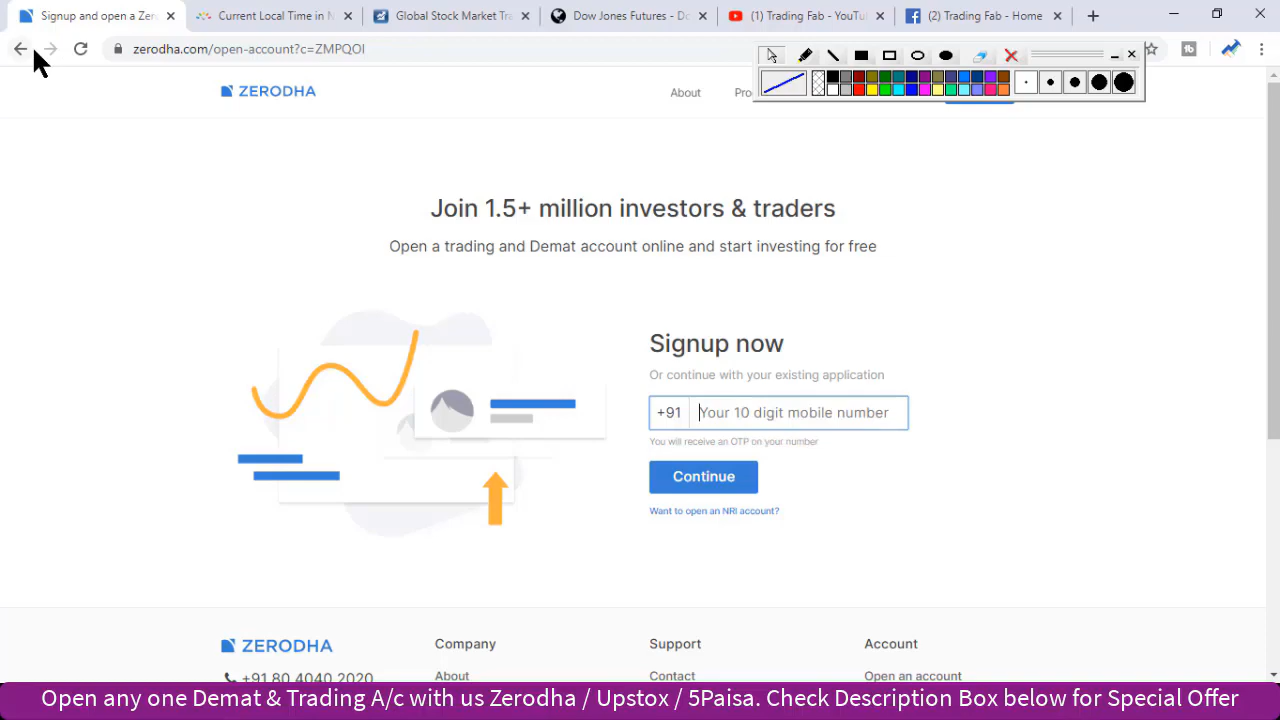 Signup and open a Zer
Current Local Time in N
Global Stock Market Tra
Dow Jones Futures - Do
(1) Trading Fab - YouTu
(2) Trading Fab - Home
zerodha.com/open-account?c=ZMPQOI
ZERODHA
About
Pro
Join 1.5+ million investors & traders
Open a trading and Demat account online and start investing for free
Signup now
Or continue with your existing application
+91 Your 10 digit mobile number
You will receive an OTP on your number
Continue
Want to open an NRI account?
ZERODHA
Company
Support
Account
+91 80 4040 2020
About
Contact
Open an account
Open any one Demat & Trading A/c with us Zerodha / Upstox / 5Paisa. Check Description Box below for Special Offer